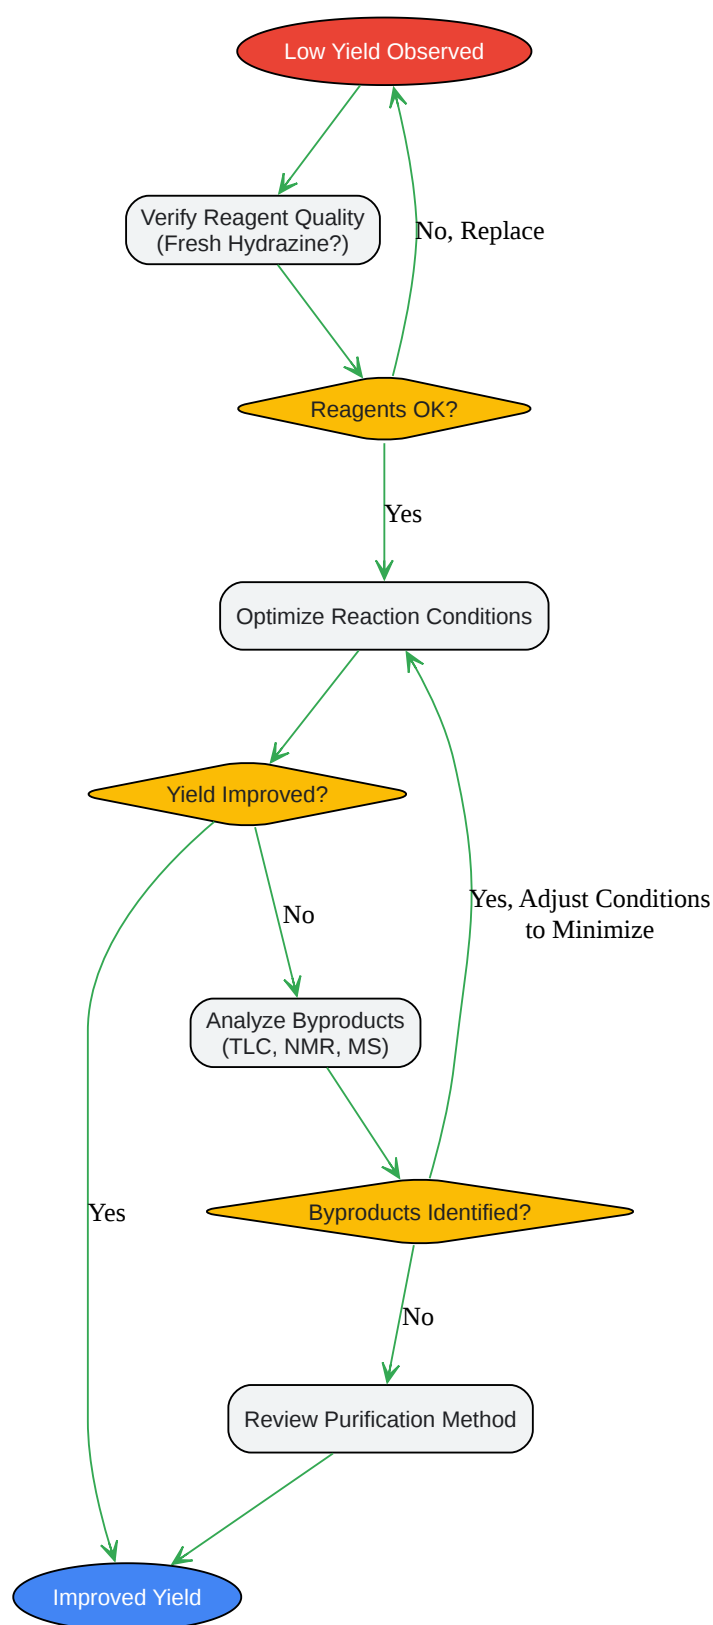 Low Yield Observed
Verify Reagent Quality
(Fresh Hydrazine?)
No, Replace
Reagents OK?
Yes
Optimize Reaction Conditions
Yield Improved?
Yes, Adjust Conditions
to Minimize
No
Analyze Byproducts
(TLC, NMR, MS)
Yes
Byproducts Identified?
No
Review Purification Method
Improved Yield